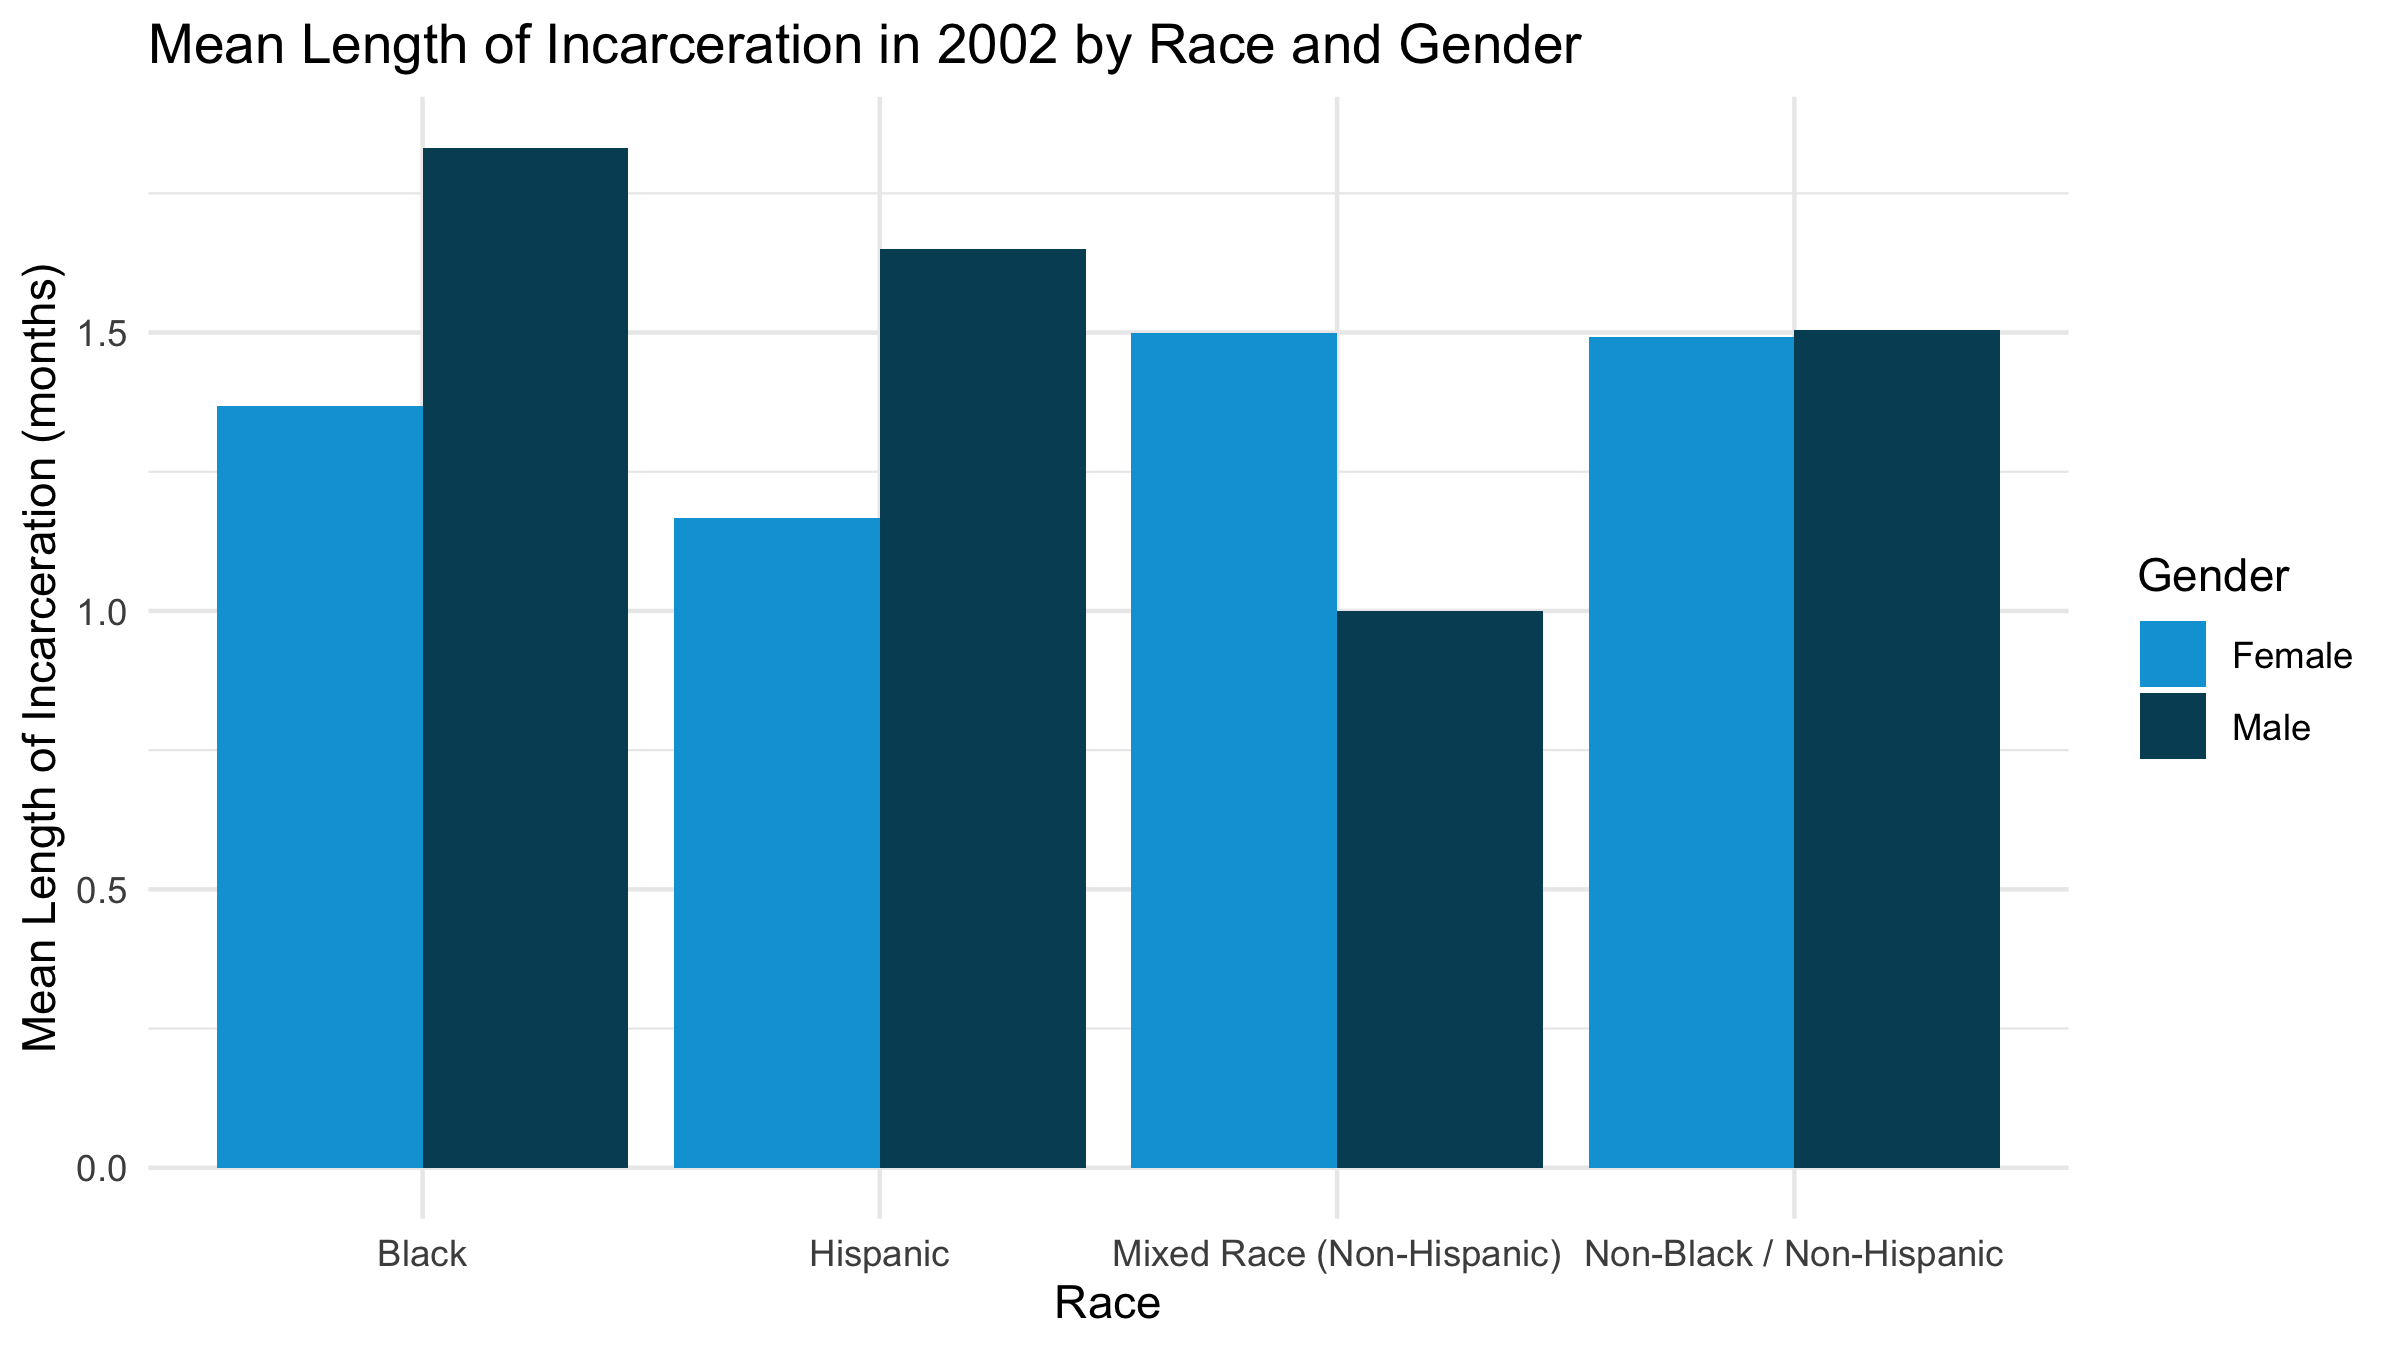 Mean Length of Incarceration in 2002 by Race and Gender
Mean Length of Incarceration (months)
1.5
1.0
0.5
0.0
Black
Hispanic
Mixed Race (Non-Hispanic)
Non-Black / Non-Hispanic
Race
Gender
Female
Male